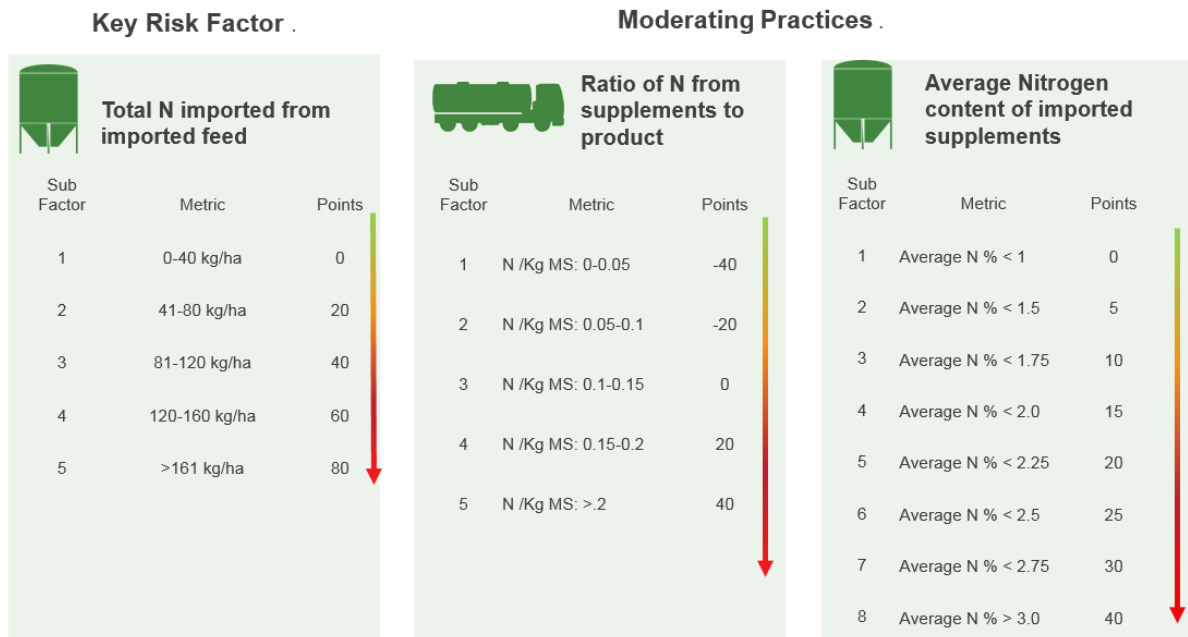 Key Risk Factor .
Moderating Practices .
Total N imported from
imported feed
Sub
Factor Metric Points
1 0-40 kg/ha 0
2 41-80 kg/ha 20
3 81-120 kg/ha 40
4 120-160 kg/ha 60
5 >161 kg/ha 80
Ratio of N from
supplements to
product
Sub
Factor Metric Points
1 N /Kg MS: 0-0.05 -40
2 N /Kg MS: 0.05-0.1 -20
3 N /Kg MS: 0.1-0.15 0
4 N /Kg MS: 0.15-0.2 20
5 N /Kg MS: >.2 40
Average Nitrogen
content of imported
supplements
Sub
Factor Metric Points
1 Average N % < 1 0
2 Average N % < 1.5 5
3 Average N % < 1.75 10
4 Average N % < 2.0 15
5 Average N % < 2.25 20
6 Average N % < 2.5 25
7 Average N % < 2.75 30
8 Average N % > 3.0 40